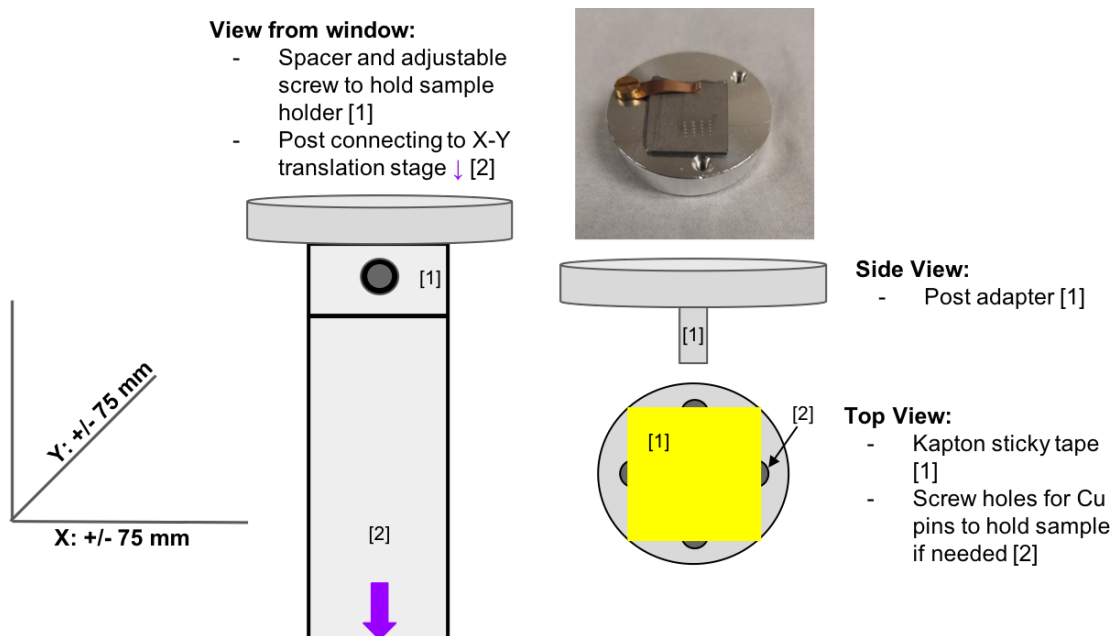 View from window:
- Spacer and adjustable
screw to hold sample
holder [1]
- Post connecting to X-Y
translation stage ↓ [2]
[1]
[2]
Y: +/- 75 mm
X: +/- 75 mm
Side View:
- Post adapter [1]
[1]
Top View:
- Kapton sticky tape
[1]
- Screw holes for Cu
pins to hold sample
if needed [2]
[1]
[2]